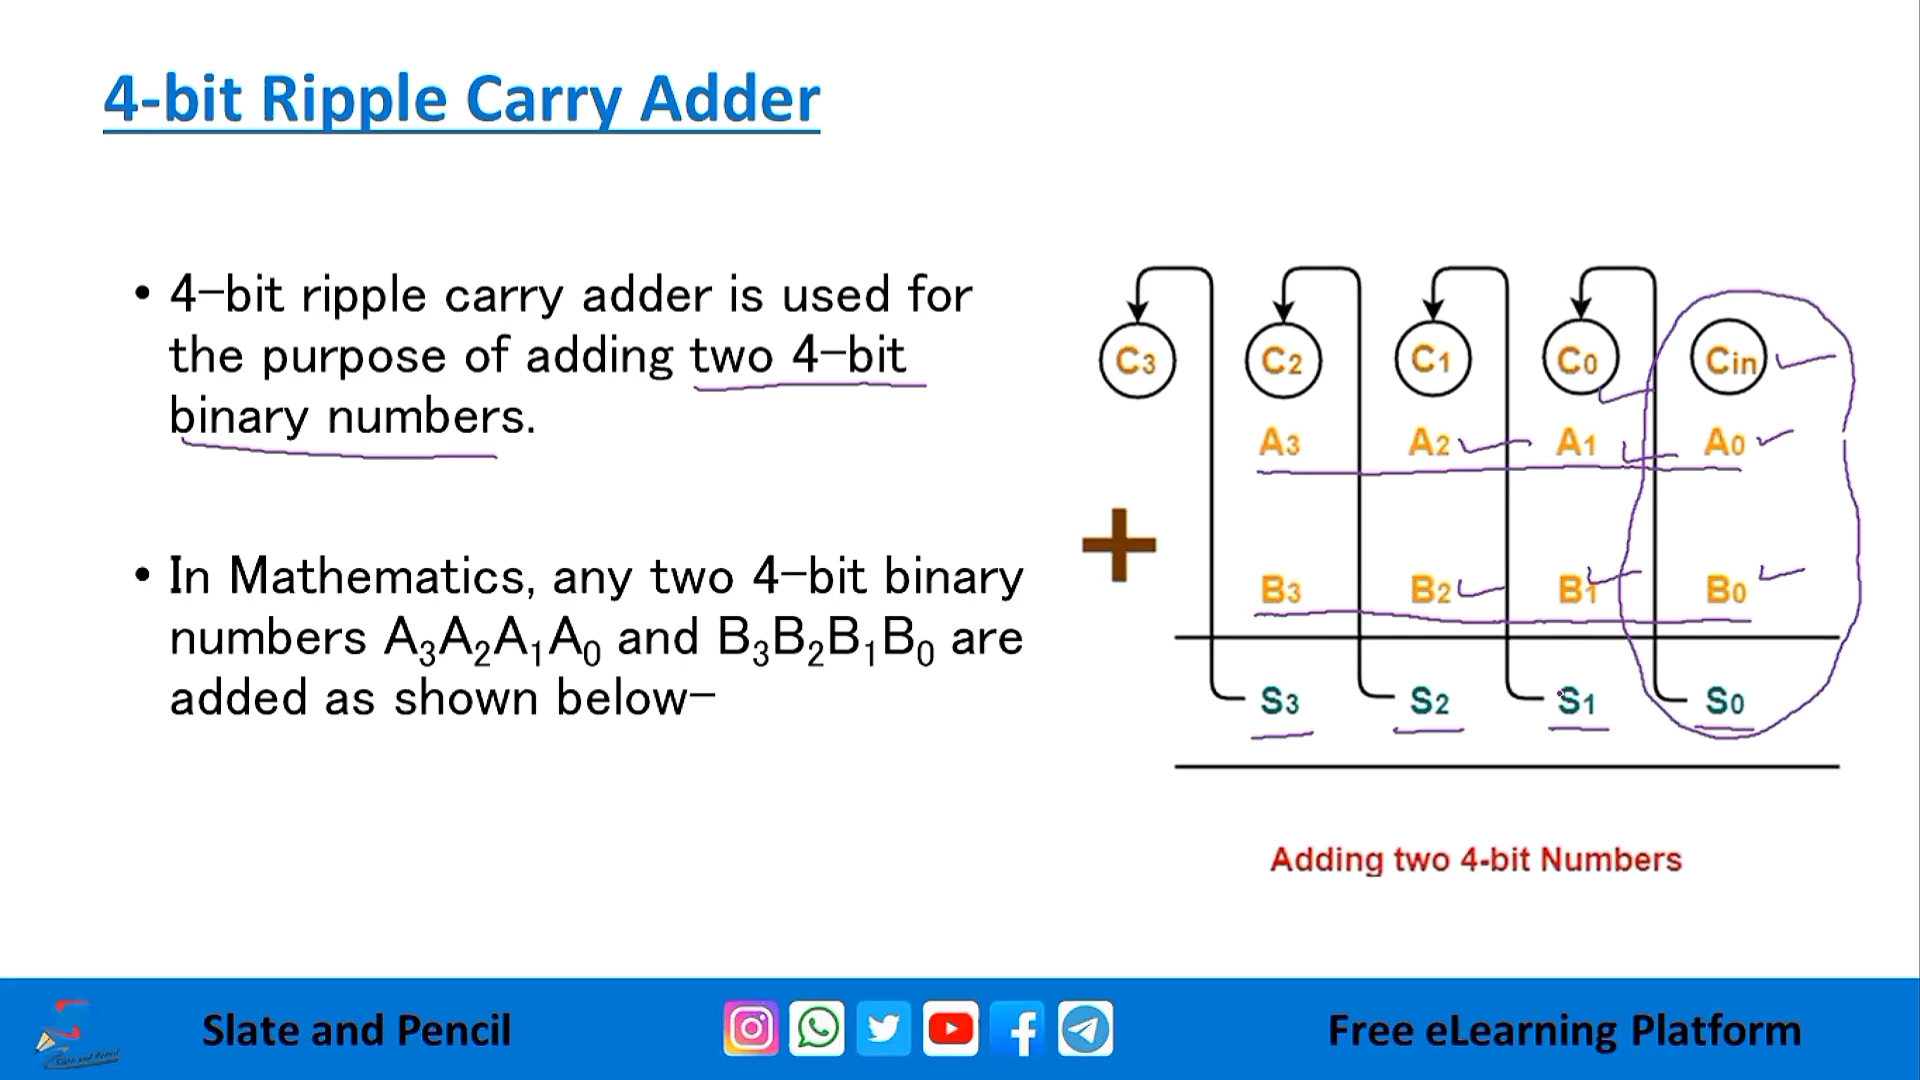 4-bit Ripple Carry Adder
• 4-bit ripple carry adder is used for
the purpose of adding two 4-bit
binary numbers.
• In Mathematics, any two 4-bit binary
numbers A₃A₂A₁A₀ and B₃B₂B₁B₀ are
added as shown below-
C3 C2 C1 C0 Cin
A3 A2 A1 A0
+
B3 B2 B1 B0
S3 S2 S1 S0
Adding two 4-bit Numbers
Slate and Pencil
Free eLearning Platform